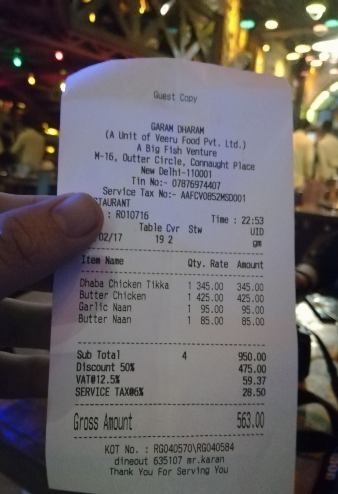 Guest Copy
GARAM DHARAM
(A Unit of Veeru Food Pvt. Ltd.)
A Big Fish Venture
M-16, Outter Circle, Connaught Place
New Delhi-110001
Tin No:- 07876974407
Service Tax No:- AAFCV0852MSD001
STAURANT
: RO10716 Time : 22:53
Table Cvr Stw UID
02/17 19 2 gm
Item Name Qty. Rate Amount
Dhaba Chicken Tikka 1 345.00 345.00
Butter Chicken 1 425.00 425.00
Garlic Naan 1 95.00 95.00
Butter Naan 1 85.00 85.00
Sub Total 4 950.00
Discount 50% 475.00
VAT@12.5% 59.37
SERVICE TAX@6% 28.50
Gross Amount 563.00
KOT No. : RG040570\RG040584
dineout 635107 mr.karan
Thank You For Serving You